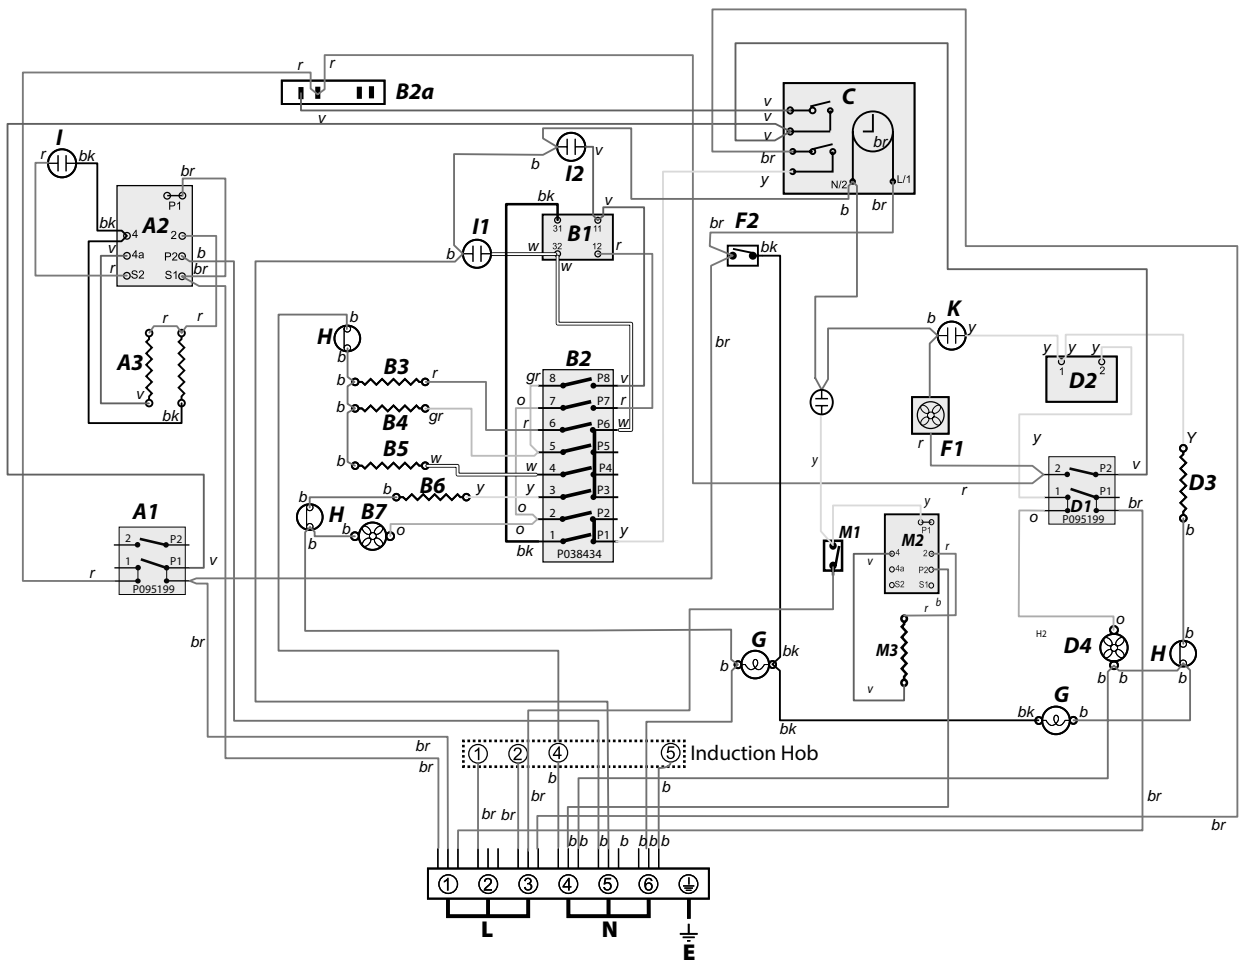 r
r
B2a
v
v
v
v
C
br
br
y
N/2
L/1
b
br
I
r
bk
br
P1
bk
4
A2
2
v
4a
P2
b
r
S2
S1
br
r
r
A3
v
bk
I2
b
v
bk
v
31
11
B1
I1
w
32
12
r
b
w
br
F2
bk
br
b
H
b
B3
b
r
B4
b
gr
B5
b
w
B6
b
y
b
H
B7
b
b
o
B2
gr
8
P8
v
o
7
P7
r
r
6
P6
w
5
P5
w
4
P4
y
3
P3
o
2
P2
o
1
P1
y
bk
P038434
K
b
y
y
y
y
1
2
D2
F1
r
y
r
2
P2
v
1
P1
br
o
D1
P095199
Y
D3
b
A1
2
P2
1
P1
v
r
P095199
br
y
M1
y
P1
M2
4
2
r
v
4a
P2
S2
S1
b
r
M3
v
H2
o
D4
b
H
b
b
b
G
b
bk
G
bk
b
bk
br
br
1
2
4
5
Induction Hob
b
b
br
br
br
br
br
b
b
b
b
b
b
b
1
2
3
4
5
6
L
N
E